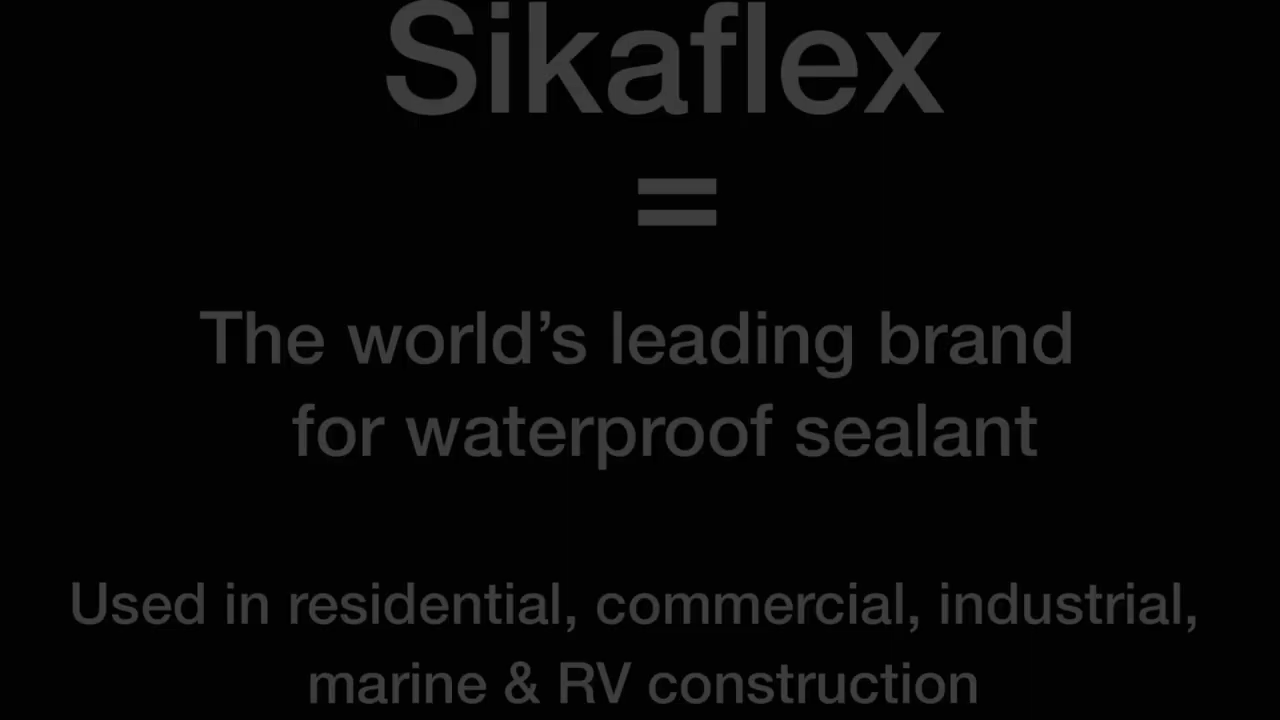 Sikaflex
=
The world’s leading brand
for waterproof sealant
Used in residential, commercial, industrial,
marine & RV construction